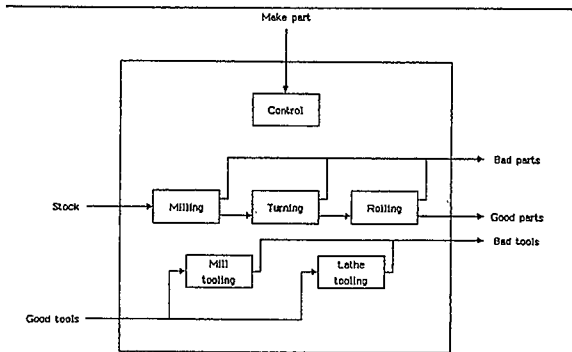 Make part
Control
Bad parts
Stock
Milling
Turning
Rolling
Good parts
Bad tools
Mill
tooling
Lathe
tooling
Good tools